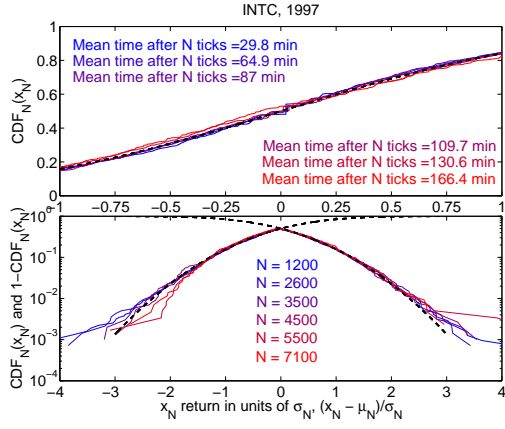 INTC, 1997
CDF_N(x_N)
1
0.8
0.6
0.4
0.2
0
Mean time after N ticks =29.8 min
Mean time after N ticks =64.9 min
Mean time after N ticks =87 min
Mean time after N ticks =109.7 min
Mean time after N ticks =130.6 min
Mean time after N ticks =166.4 min
-1 -0.75 -0.5 -0.25 0 0.25 0.5 0.75 1
CDF_N(x_N) and 1−CDF_N(x_N)
10^0
10^−1
10^−2
10^−3
10^−4
N = 1200
N = 2600
N = 3500
N = 4500
N = 5500
N = 7100
−4 −3 −2 −1 0 1 2 3 4
x_N return in units of σ_N, (x_N − μ_N)/σ_N